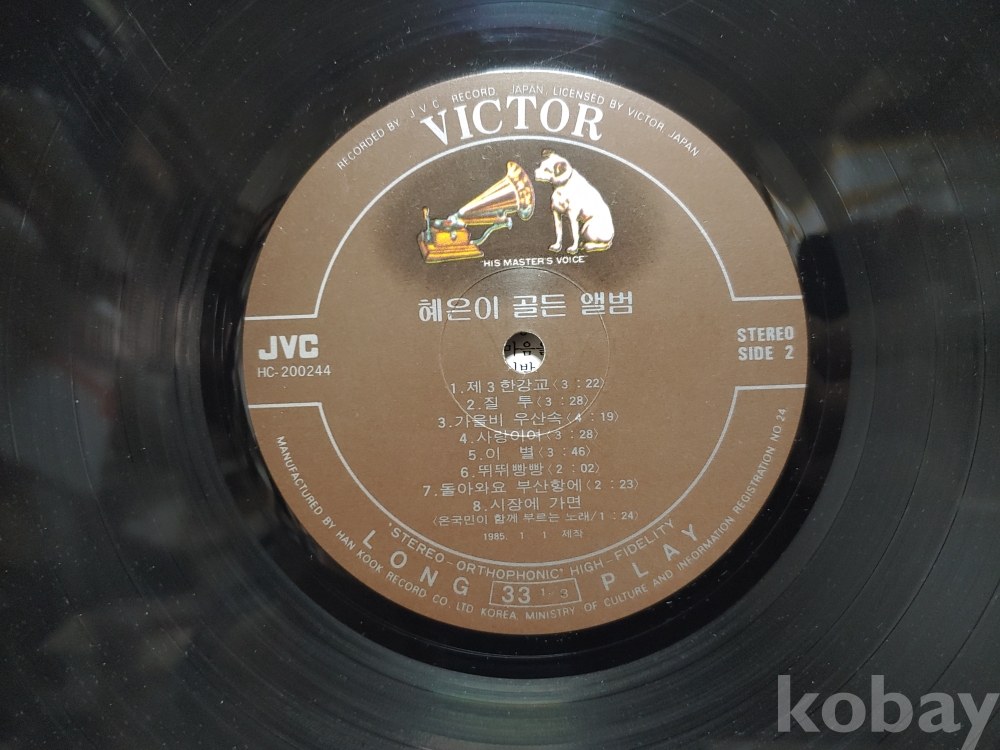 RECORDED BY J.V.C. RECORD, JAPAN, LICENSED BY VICTOR, JAPAN
VICTOR
"HIS MASTER'S VOICE"
혜은이 골든 앨범
JVC
HC-200244
STEREO
SIDE 2
1.제3한강교<3:22>
2.질 투<3:28>
3.가을비 우산속<4:19>
4.사랑이여<3:28>
5.이 별<3:46>
6.뛰뛰빵빵<2:02>
7.돌아와요 부산항에<2:23>
8.시장에 가면
<온국민이 함께 부르는 노래/1:24>
1985. 1. 1 제작
'STEREO-ORTHOPHONIC' HIGH-FIDELITY
LONG 33 1-3 PLAY
MANUFACTURED BY HAN KOOK RECORD CO., LTD KOREA, MINISTRY OF CULTURE AND INFORMATION REGISTRATION NO 24
kobay